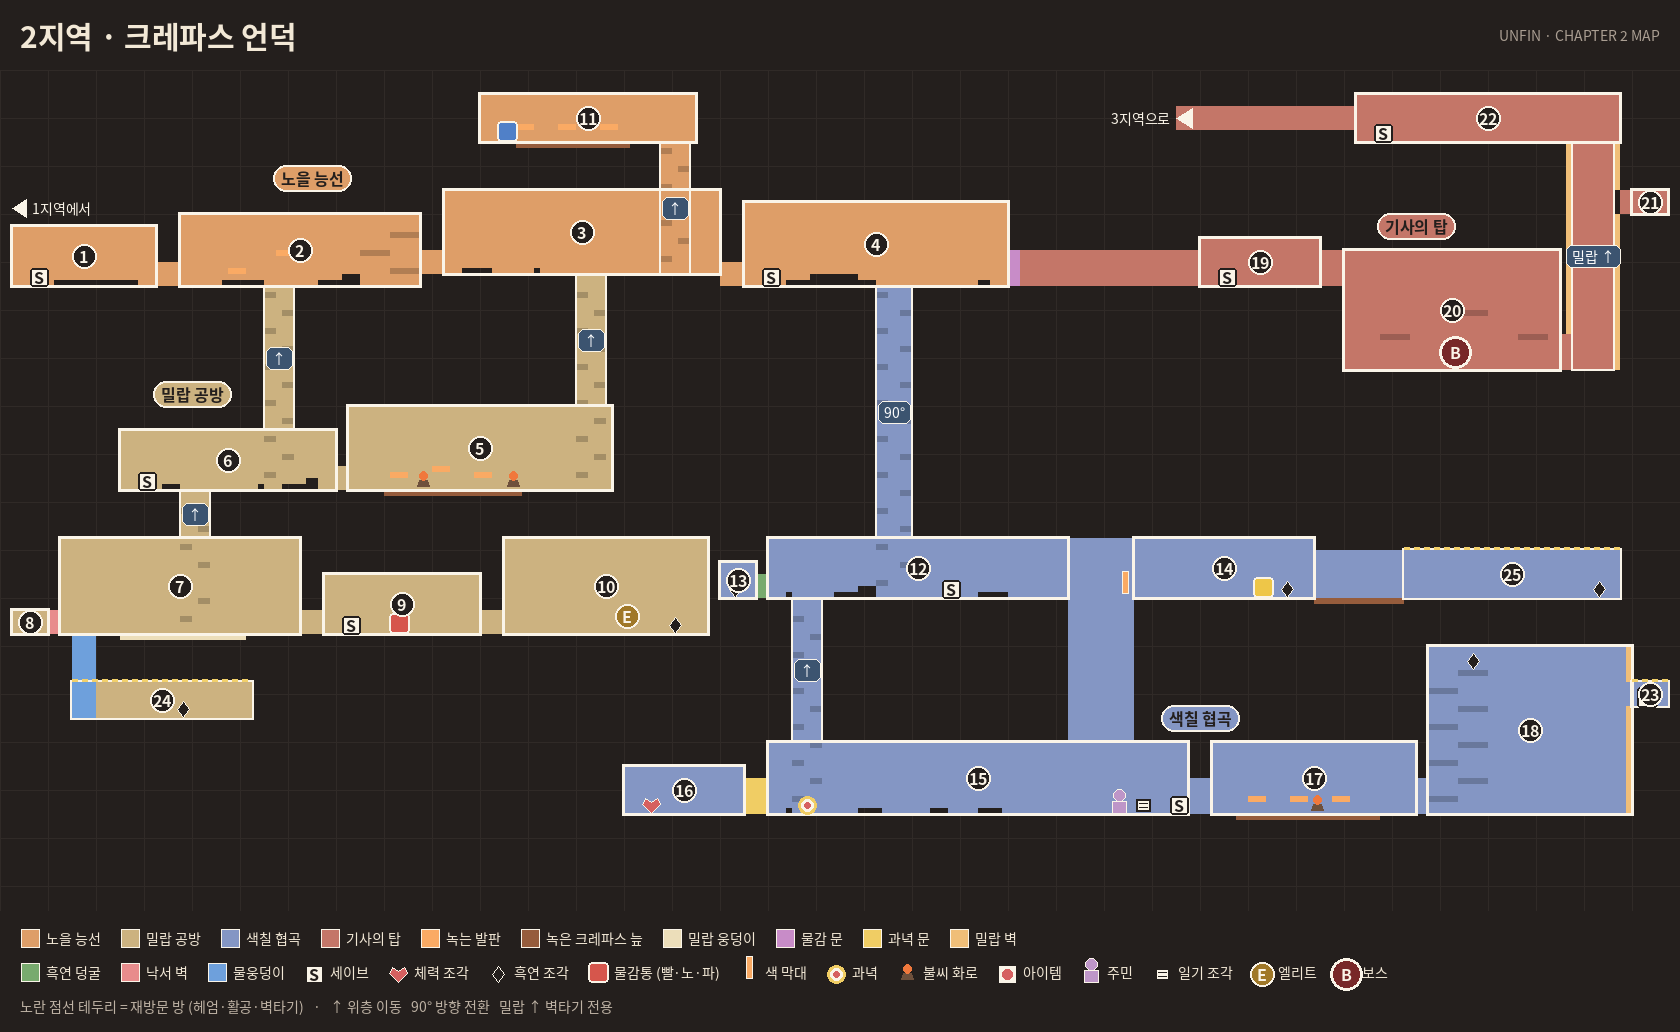 2지역 · 크레파스 언덕
UNFIN · CHAPTER 2 MAP
11
3지역으로
22
S
노을 능선
1지역에서
↑
21
기사의 탑
1
2
3
4
19
밀랍 ↑
S
S
S
20
↑
↑
B
밀랍 공방
90°
5
6
S
↑
7
10
13
12
14
25
9
S
8
S
E
↑
24
23
색칠 협곡
18
16
15
17
S
노을 능선
밀랍 공방
색칠 협곡
기사의 탑
녹는 발판
녹은 크레파스 늪
밀랍 웅덩이
물감 문
과녁 문
밀랍 벽
흑연 덩굴
낙서 벽
물웅덩이
S 세이브
체력 조각
흑연 조각
물감통 (빨·노·파)
색 막대
과녁
불씨 화로
아이템
주민
일기 조각
E 엘리트
B 보스
노란 점선 테두리 = 재방문 방 (헤엄·활공·벽타기) · ↑ 위층 이동 90° 방향 전환 밀랍 ↑ 벽타기 전용